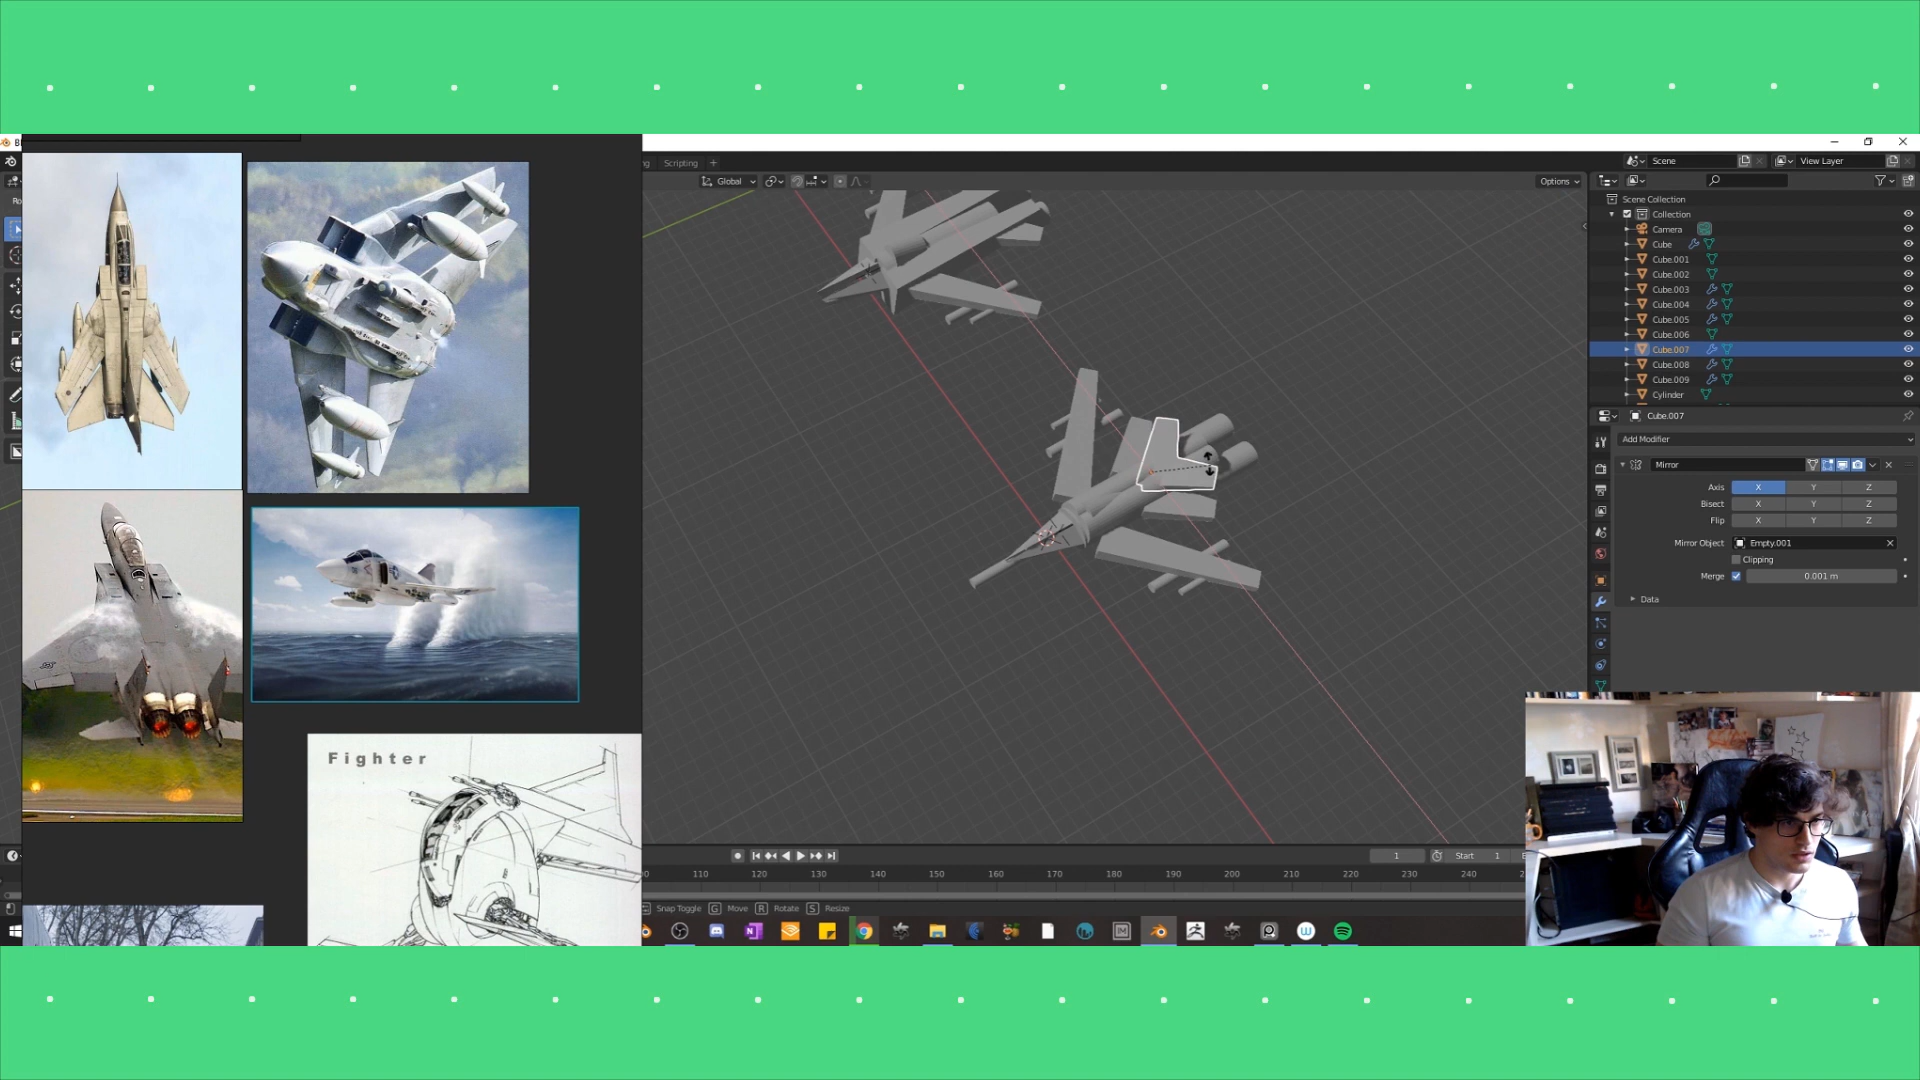 Scripting +
Scene
View Layer
Global
Options
Scene Collection
Collection
Camera
Cube
Cube.001
Cube.002
Cube.003
Cube.004
Cube.005
Cube.006
Cube.007
Cube.008
Cube.009
Cylinder
Cube.007
Add Modifier
Mirror
Axis X Y Z
Bisect X Y Z
Flip X Y Z
Mirror Object Empty.001
Clipping
Merge 0.001 m
Data
Fighter
1 Start 1
110 120 130 140 150 160 170 180 190 200 210 220 230 240
Snap Toggle G Move R Rotate S Resize